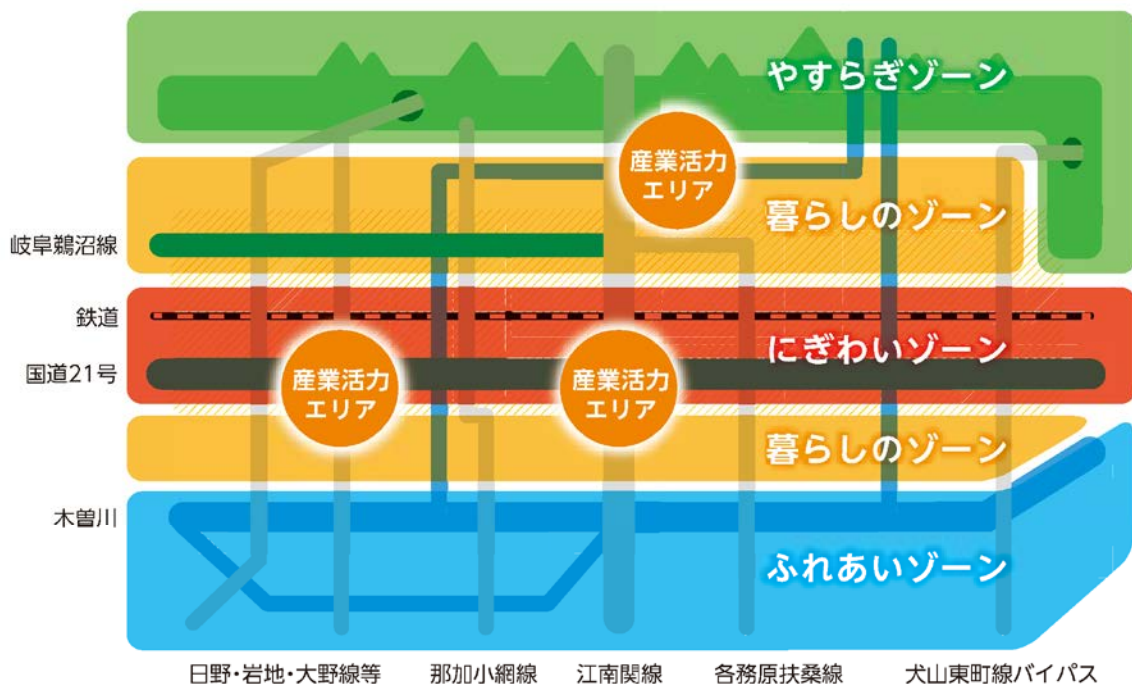 やすらぎゾーン
産業活力
エリア
暮らしのゾーン
岐阜鵜沼線
鉄道
にぎわいゾーン
国道21号
産業活力
エリア
産業活力
エリア
暮らしのゾーン
木曽川
ふれあいゾーン
日野・岩地・大野線等
那加小網線
江南関線
各務原扶桑線
犬山東町線バイパス